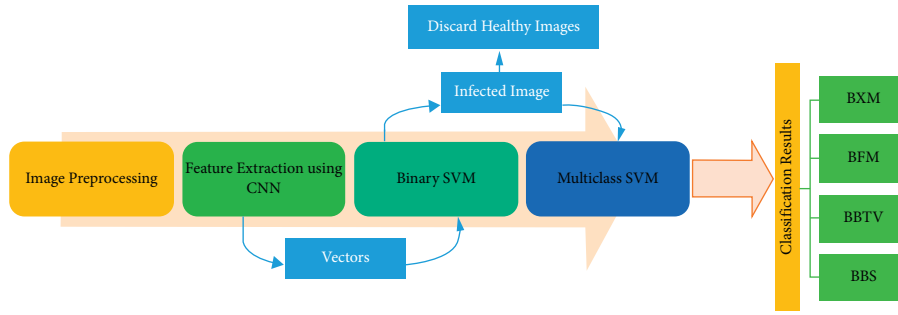 Discard Healthy Images
Infected Image
Image Preprocessing
Feature Extraction using
CNN
Binary SVM
Multiclass SVM
Vectors
Classification Results
BXM
BFM
BBTV
BBS